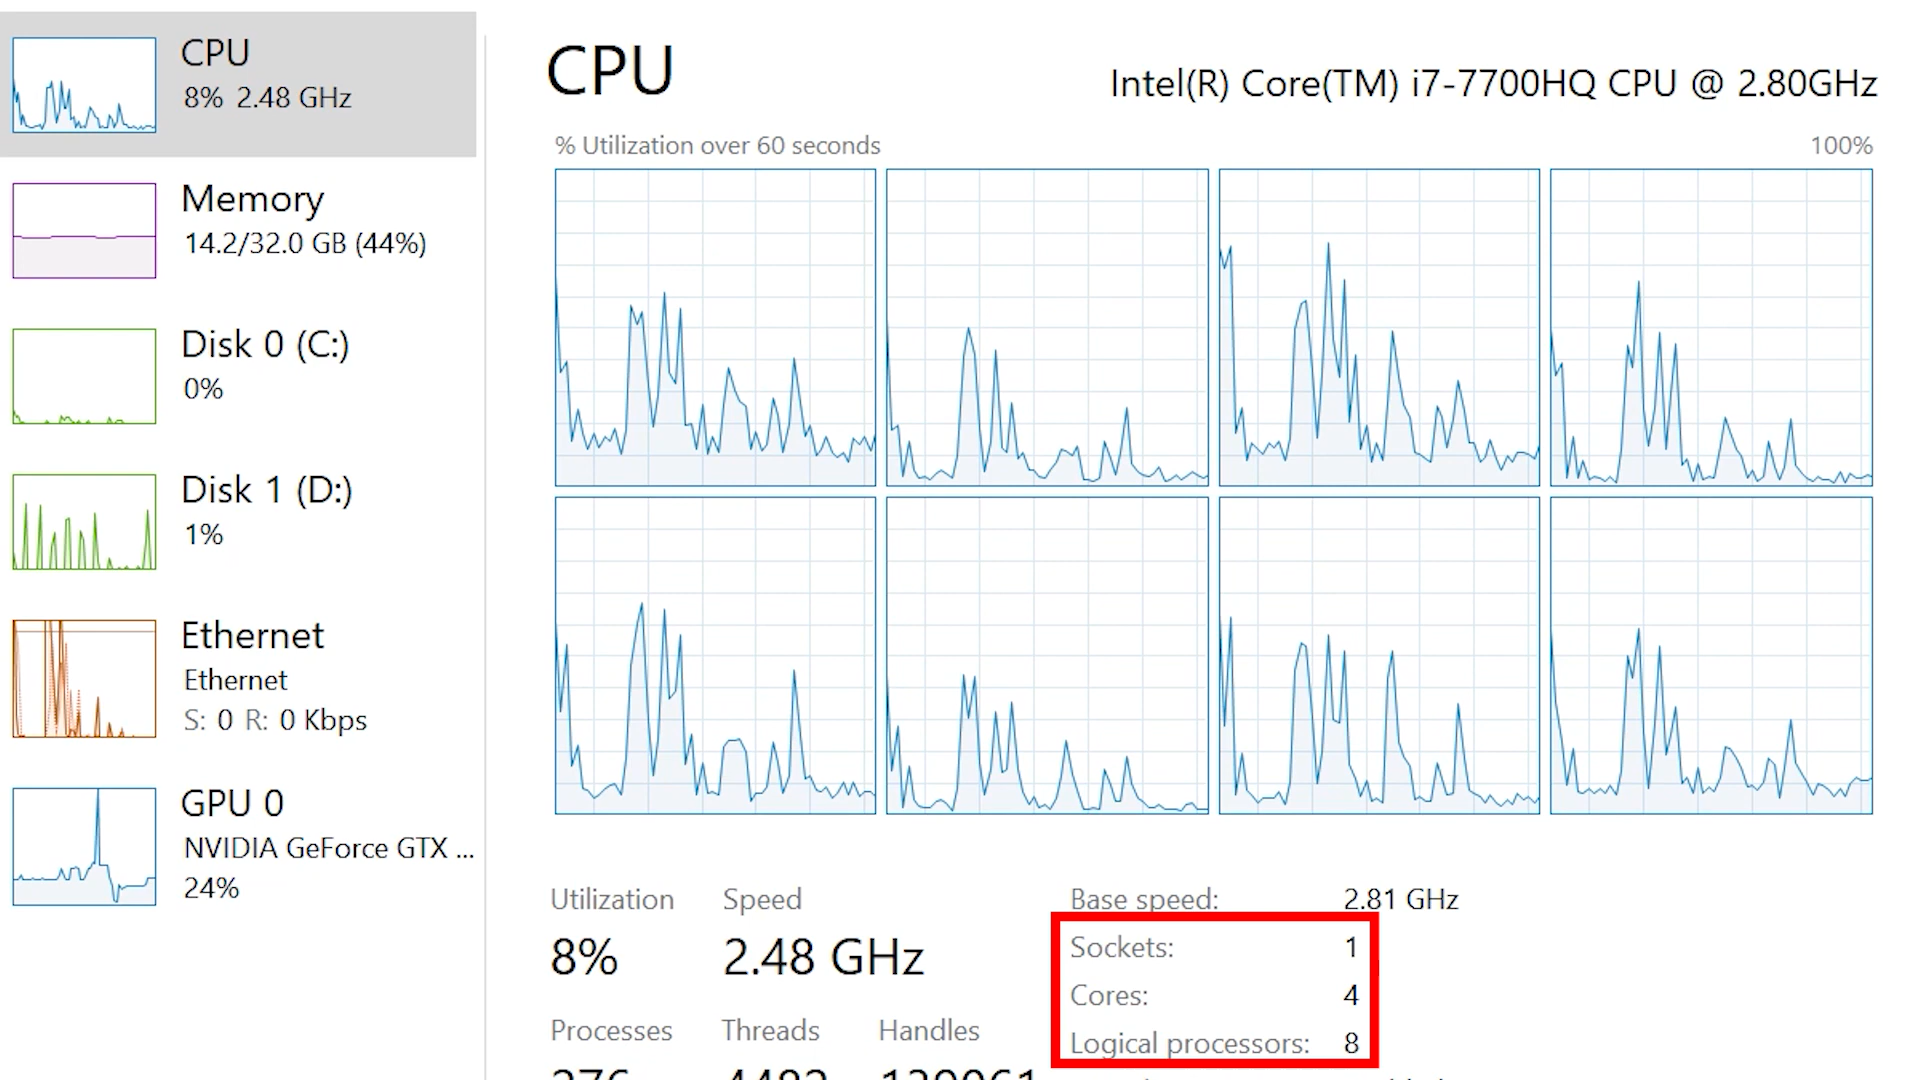 CPU
8% 2.48 GHz
Memory
14.2/32.0 GB (44%)
Disk 0 (C:)
0%
Disk 1 (D:)
1%
Ethernet
Ethernet
S: 0 R: 0 Kbps
GPU 0
NVIDIA GeForce GTX ...
24%
CPU
Intel(R) Core(TM) i7-7700HQ CPU @ 2.80GHz
% Utilization over 60 seconds
100%
Utilization
Speed
8%
2.48 GHz
Processes
Threads
Handles
Base speed: 2.81 GHz
Sockets: 1
Cores: 4
Logical processors: 8